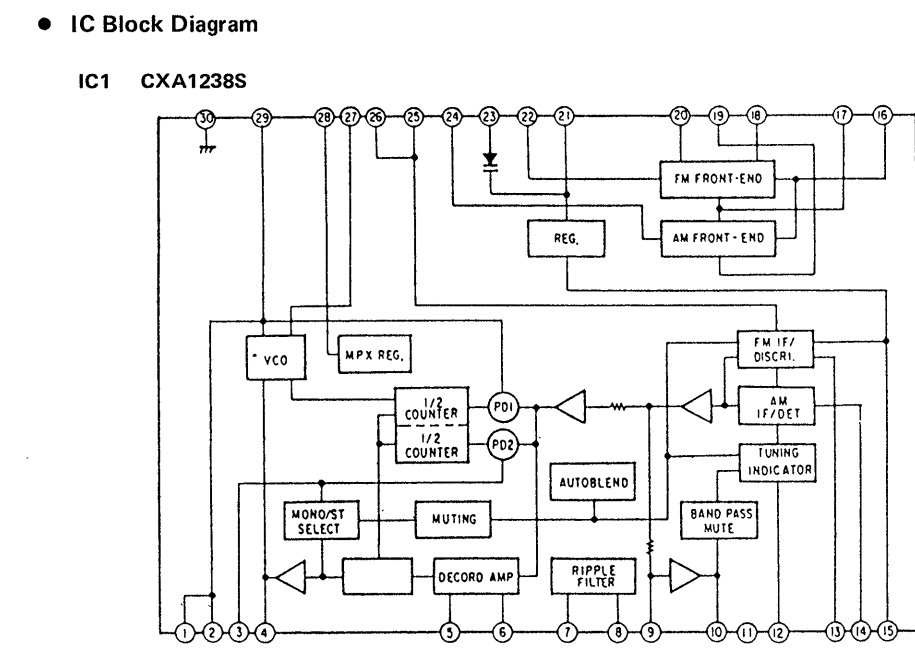 ● IC Block Diagram
IC1 CXA1238S
30 29 28 27 26 25 24 23 22 21 20 19 18 17 16
FM FRONT-END
REG.
AM FRONT-END
VCO
MPX REG.
FM IF/
DISCRI.
1/2
COUNTER
PD1
AM
IF/DET
1/2
COUNTER
PD2
TUNING
INDICATOR
AUTOBLEND
MONO/ST
SELECT
MUTING
BAND PASS
MUTE
DECORD AMP
RIPPLE
FILTER
1 2 3 4 5 6 7 8 9 10 11 12 13 14 15